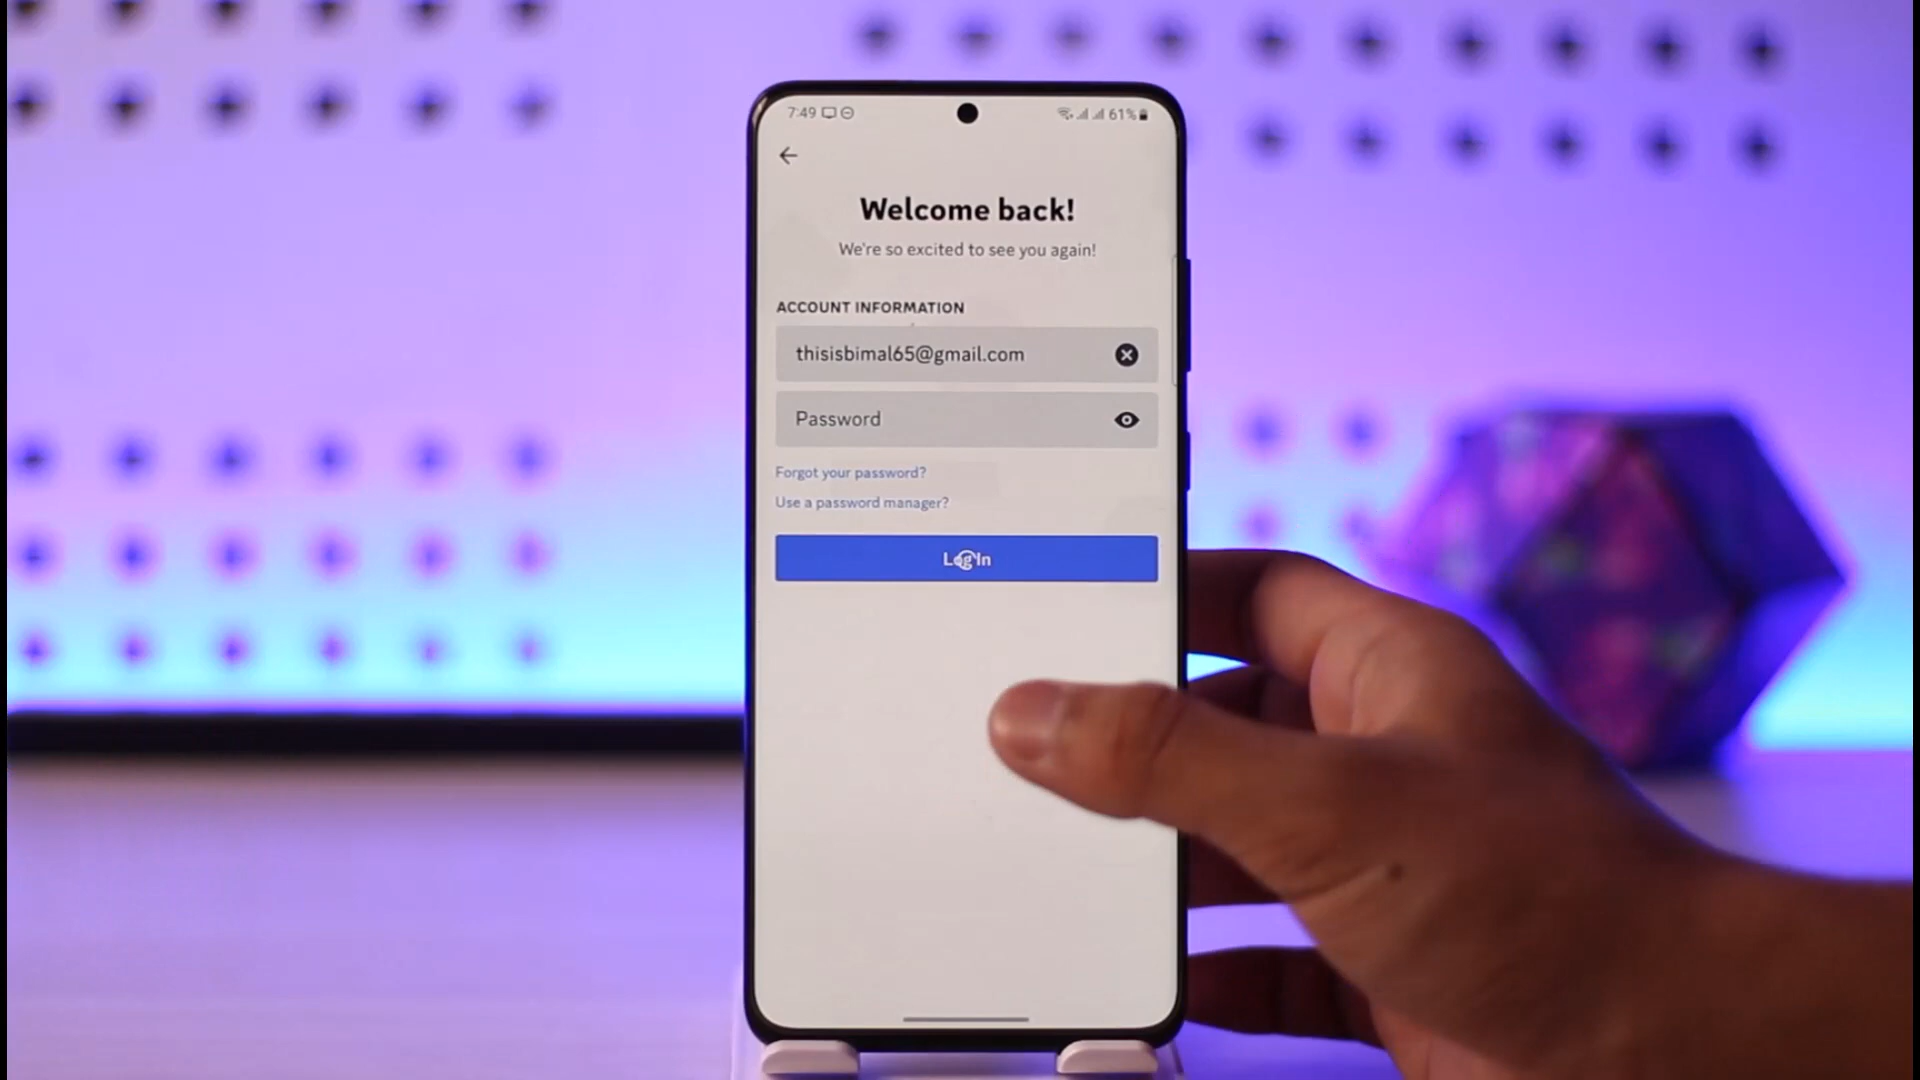 7:49 61%
Welcome back!
We're so excited to see you again!
ACCOUNT INFORMATION
thisisbimal65@gmail.com
Password
Forgot your password?
Use a password manager?
Log In